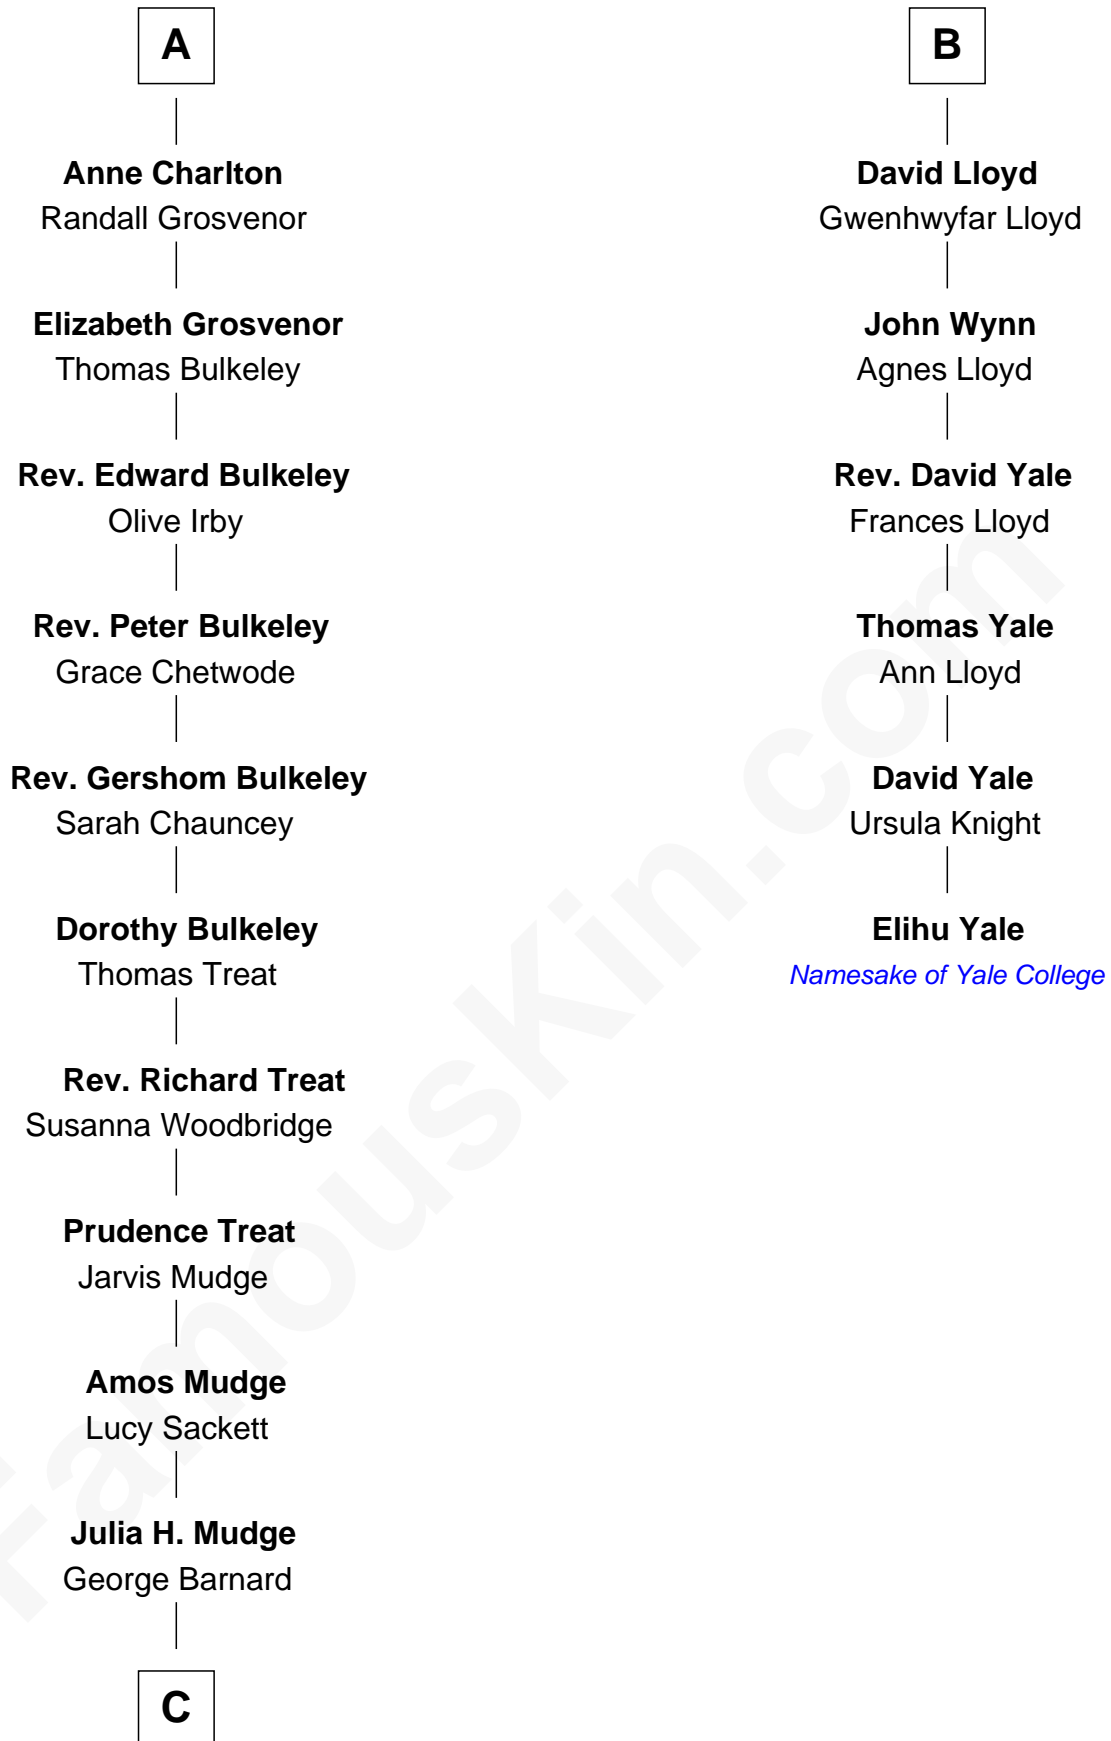 A
Anne Charlton
Randall Grosvenor
Elizabeth Grosvenor
Thomas Bulkeley
Rev. Edward Bulkeley
Olive Irby
Rev. Peter Bulkeley
Grace Chetwode
Rev. Gershom Bulkeley
Sarah Chauncey
Dorothy Bulkeley
Thomas Treat
Rev. Richard Treat
Susanna Woodbridge
Prudence Treat
Jarvis Mudge
Amos Mudge
Lucy Sackett
Julia H. Mudge
George Barnard
C
B
David Lloyd
Gwenhwyfar Lloyd
John Wynn
Agnes Lloyd
Rev. David Yale
Frances Lloyd
Thomas Yale
Ann Lloyd
David Yale
Ursula Knight
Elihu Yale
Namesake of Yale College
FamousKin.com